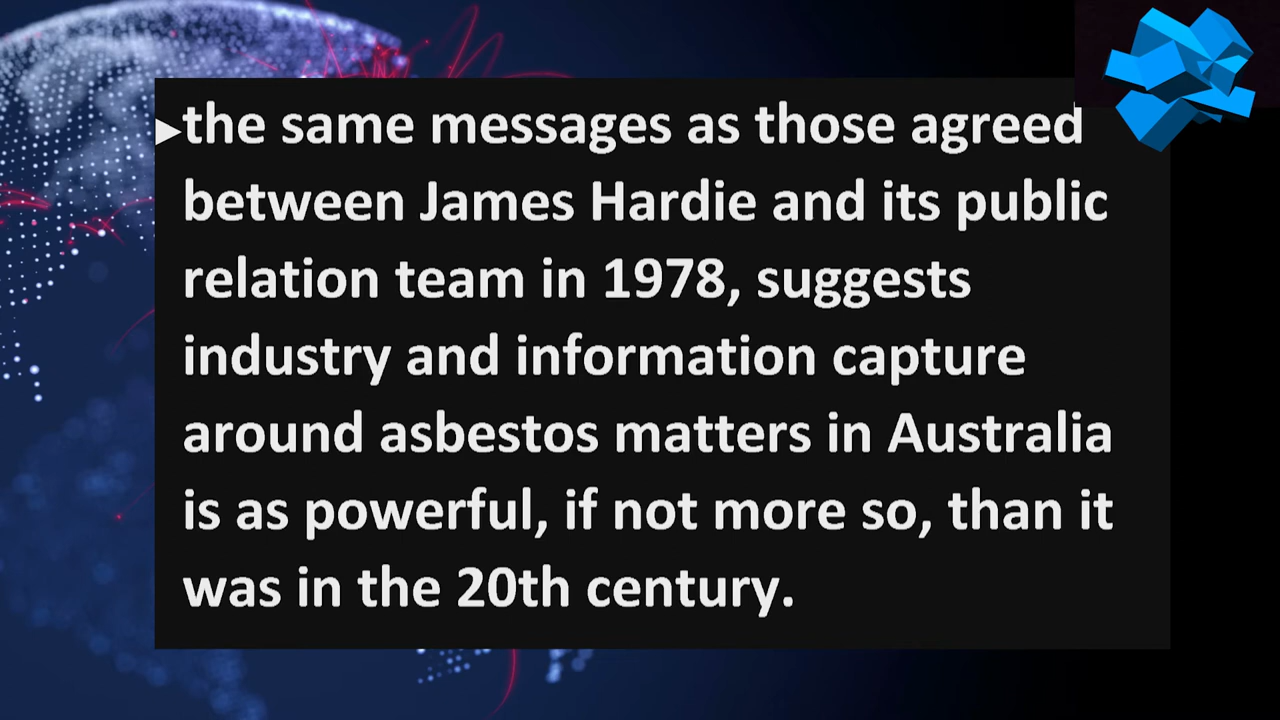 ▶the same messages as those agreed
between James Hardie and its public
relation team in 1978, suggests
industry and information capture
around asbestos matters in Australia
is as powerful, if not more so, than it
was in the 20th century.